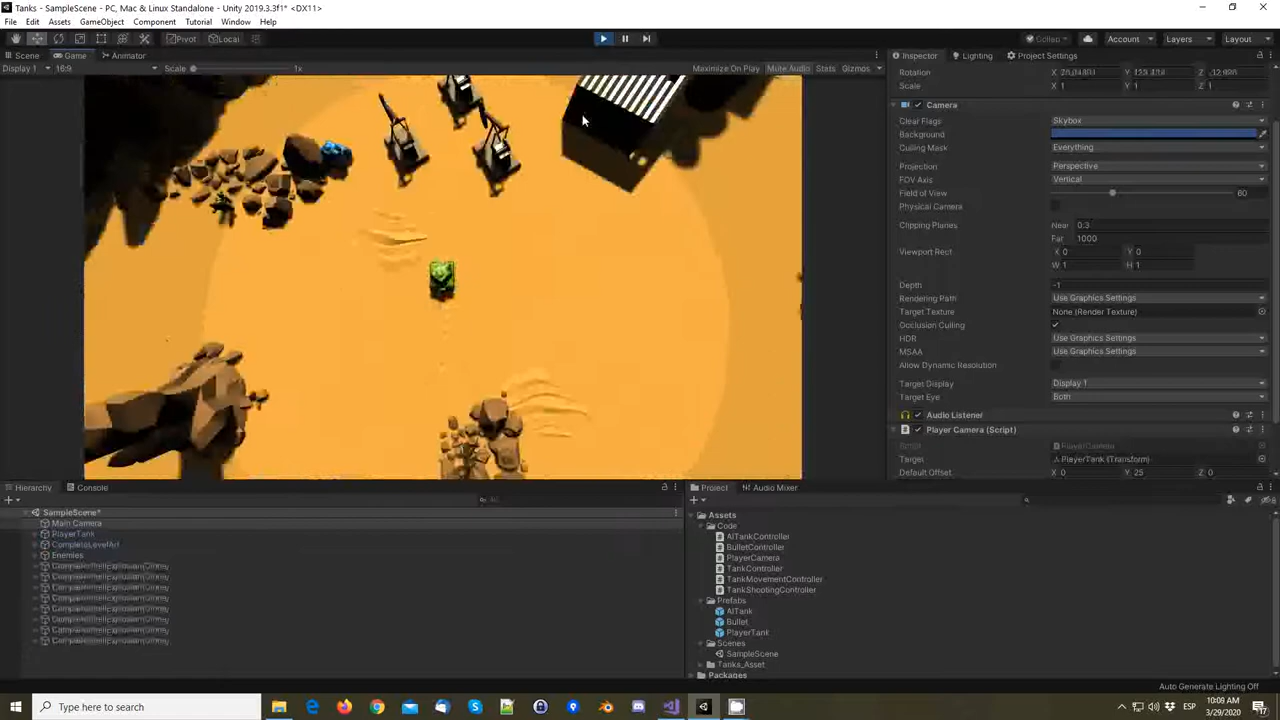 Tanks - SampleScene - PC, Mac & Linux Standalone - Unity 2019.3.3f1* <DX11>
File Edit Assets GameObject Component Tutorial Window Help
Pivot Local Collab Account Layers Layout
Scene Game Animator Inspector Lighting Project Settings
Display 1 16:9 Scale 1x Maximize On Play Mute Audio Stats Gizmos
Rotation X Y Z
Scale X 1 Y 1 Z 1
Camera
Clear Flags Skybox
Background
Culling Mask Everything
Projection Perspective
FOV Axis Vertical
Field of View 60
Physical Camera
Clipping Planes Near 0.3
Far 1000
Viewport Rect X 0 Y 0
W 1 H 1
Depth -1
Rendering Path Use Graphics Settings
Target Texture None (Render Texture)
Occlusion Culling
HDR Use Graphics Settings
MSAA Use Graphics Settings
Allow Dynamic Resolution
Target Display Display 1
Target Eye Both
Audio Listener
Player Camera (Script)
Script PlayerCamera
Target PlayerTank (Transform)
Default Offset X 0 Y 25 Z 0
Hierarchy Console
SampleScene*
Main Camera
PlayerTank
CompleteLevelArt
Enemies
Project Audio Mixer
Assets
Code
AITankController
BulletController
PlayerCamera
TankController
TankMovementController
TankShootingController
Prefabs
AITank
Bullet
PlayerTank
Scenes
SampleScene
Tanks_Asset
Packages
Auto Generate Lighting Off
Type here to search
ESP 10:09 AM
3/29/2020